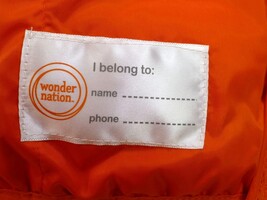 wonder
nation.
I belong to:
name ----------------
phone ----------------